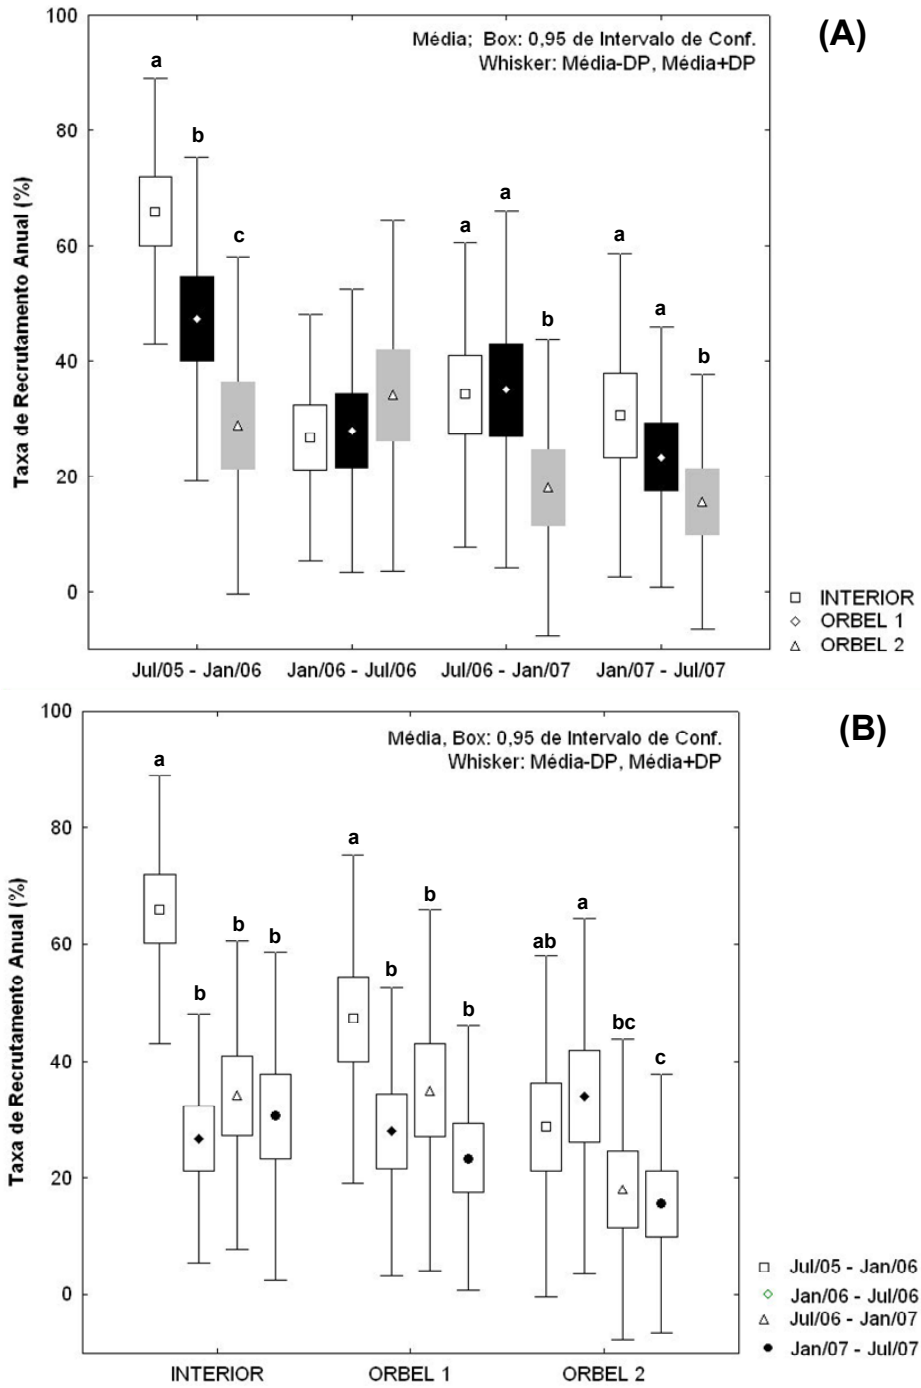 (A)
Média; Box: 0,95 de Intervalo de Conf.
Whisker: Média-DP, Média+DP
Taxa de Recrutamento Anual (%)
100
80
60
40
20
0
a
b
c
a
a
b
a
a
b
Jul/05 - Jan/06
Jan/06 - Jul/06
Jul/06 - Jan/07
Jan/07 - Jul/07
INTERIOR
ORBEL 1
ORBEL 2
(B)
Média, Box: 0,95 de Intervalo de Conf.
Whisker: Média-DP, Média+DP
Taxa de Recrutamento Anual (%)
100
80
60
40
20
0
a
b
b
b
a
b
b
b
ab
a
bc
c
INTERIOR
ORBEL 1
ORBEL 2
Jul/05 - Jan/06
Jan/06 - Jul/06
Jul/06 - Jan/07
Jan/07 - Jul/07